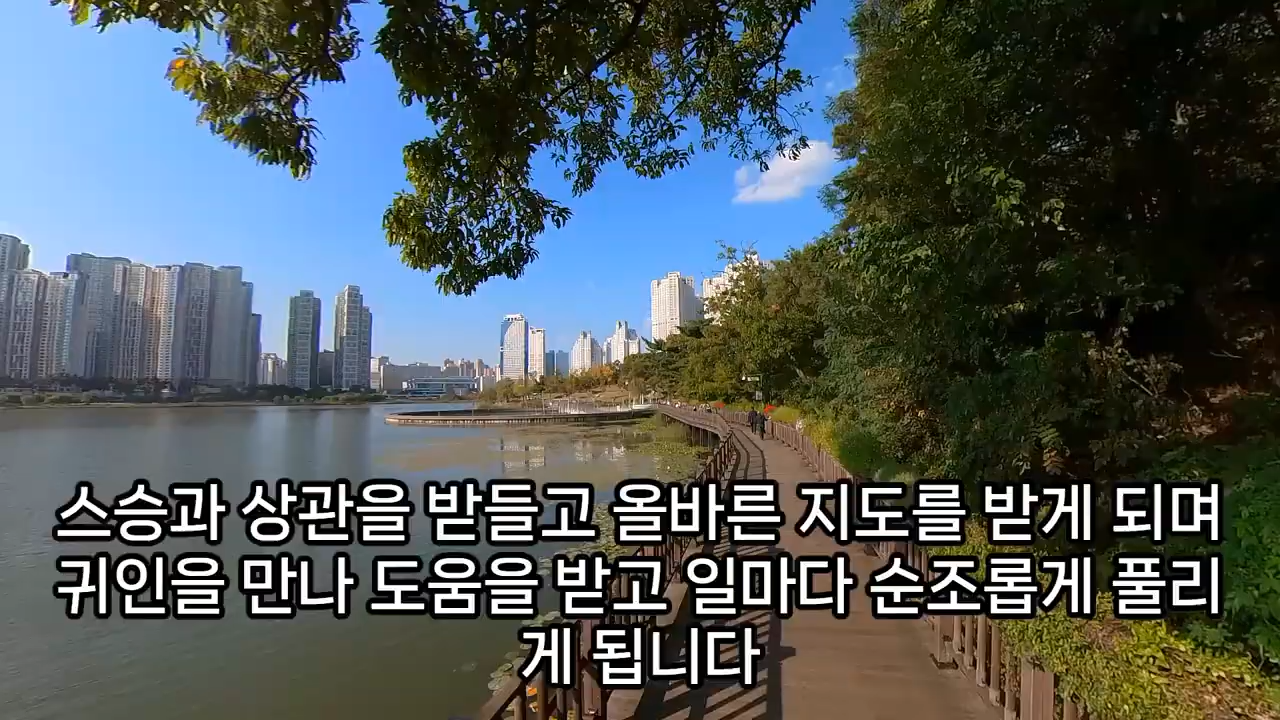 스승과 상관을 받들고 올바른 지도를 받게 되며
귀인을 만나 도움을 받고 일마다 순조롭게 풀리
게 됩니다